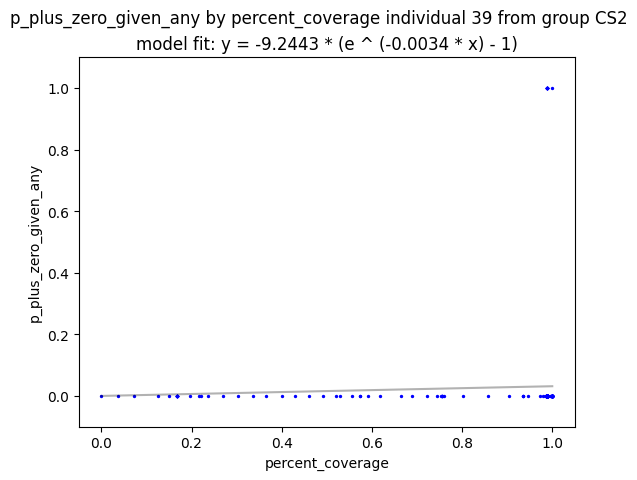 p_plus_zero_given_any by percent_coverage individual 39 from group CS2
model fit: y = -9.2443 * (e ^ (-0.0034 * x) - 1)
1.0
0.8
0.6
0.4
0.2
0.0
p_plus_zero_given_any
0.0 0.2 0.4 0.6 0.8 1.0
percent_coverage